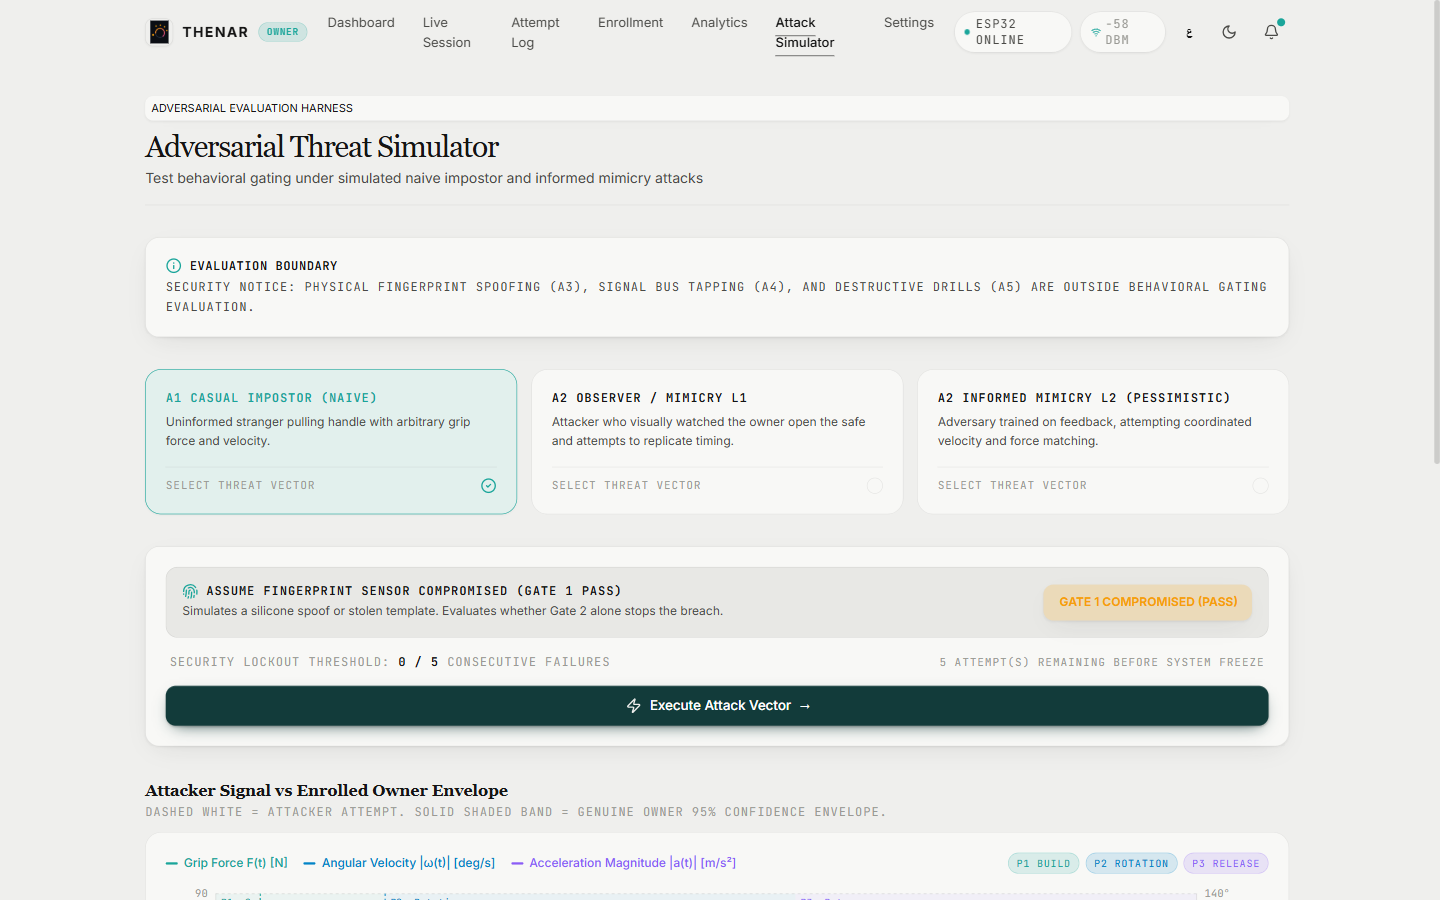 THENAR OWNER Dashboard Live Session Attempt Log Enrollment Analytics Attack Simulator Settings ESP32 ONLINE -58 DBM ع
ADVERSARIAL EVALUATION HARNESS
Adversarial Threat Simulator
Test behavioral gating under simulated naive impostor and informed mimicry attacks
EVALUATION BOUNDARY
SECURITY NOTICE: PHYSICAL FINGERPRINT SPOOFING (A3), SIGNAL BUS TAPPING (A4), AND DESTRUCTIVE DRILLS (A5) ARE OUTSIDE BEHAVIORAL GATING
EVALUATION.
A1 CASUAL IMPOSTOR (NAIVE)
Uninformed stranger pulling handle with arbitrary grip
force and velocity.
SELECT THREAT VECTOR
A2 OBSERVER / MIMICRY L1
Attacker who visually watched the owner open the safe
and attempts to replicate timing.
SELECT THREAT VECTOR
A2 INFORMED MIMICRY L2 (PESSIMISTIC)
Adversary trained on feedback, attempting coordinated
velocity and force matching.
SELECT THREAT VECTOR
ASSUME FINGERPRINT SENSOR COMPROMISED (GATE 1 PASS)
Simulates a silicone spoof or stolen template. Evaluates whether Gate 2 alone stops the breach.
GATE 1 COMPROMISED (PASS)
SECURITY LOCKOUT THRESHOLD: 0 / 5 CONSECUTIVE FAILURES
5 ATTEMPT(S) REMAINING BEFORE SYSTEM FREEZE
Execute Attack Vector →
Attacker Signal vs Enrolled Owner Envelope
DASHED WHITE = ATTACKER ATTEMPT. SOLID SHADED BAND = GENUINE OWNER 95% CONFIDENCE ENVELOPE.
Grip Force F(t) [N] Angular Velocity |ω(t)| [deg/s] Acceleration Magnitude |a(t)| [m/s²]
P1 BUILD P2 ROTATION P3 RELEASE
90 140°